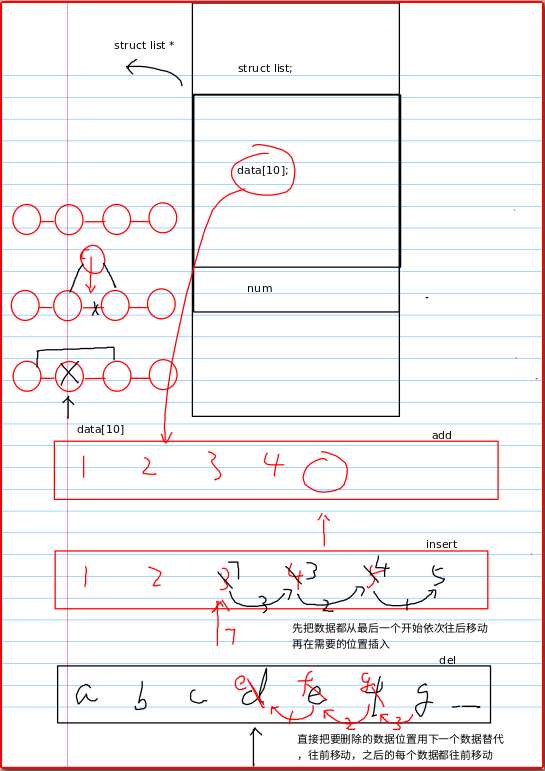 struct list *
struct list;
data[10];
num
data[10]
add
1 2 3 4
insert
1 2 3 7 4 3 5 4 5
3 2 1
7
先把数据都从最后一个开始依次往后移动
再在需要的位置插入
del
a b c d e e f f g g
1 2 3
直接把要删除的数据位置用下一个数据替代
，往前移动，之后的每个数据都往前移动